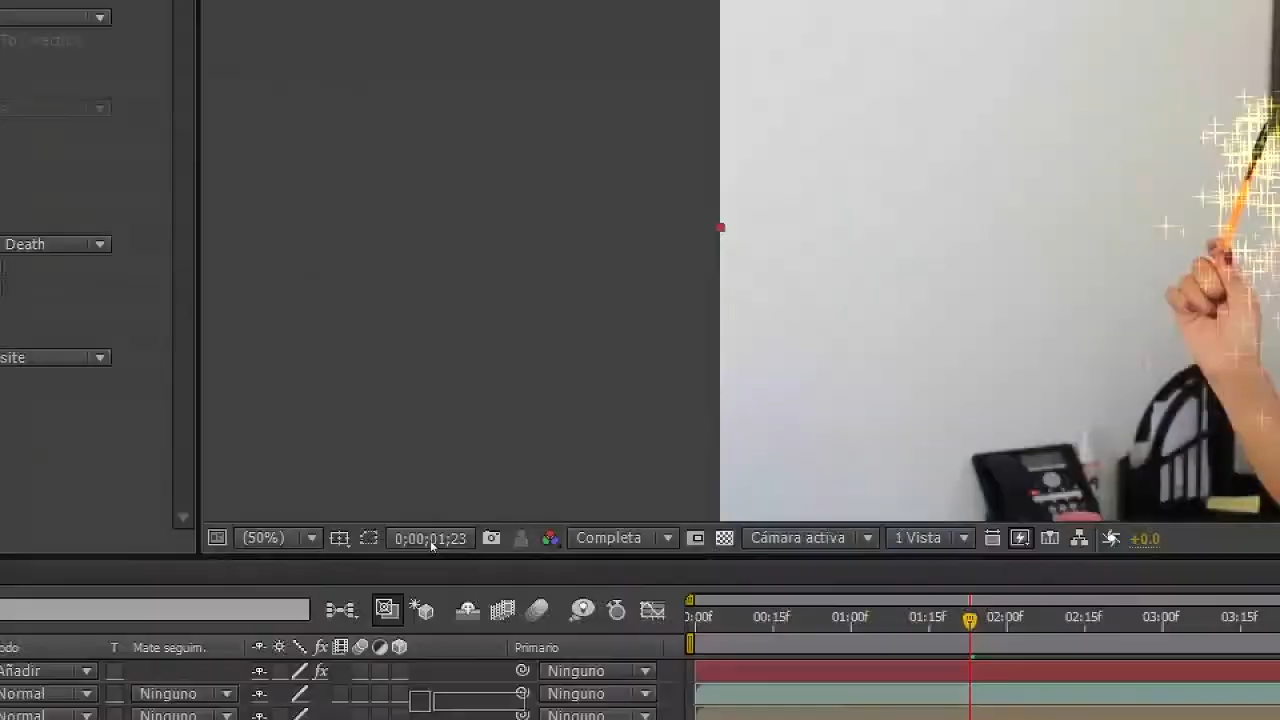 Death
site
(50%) 0;00;01;23 Completa Cámara activa 1 Vista +0.0
0:00f 00:15f 01:00f 01:15f 02:00f 02:15f 03:00f 03:15f
odo T Mate seguim. fx Primario
Añadir fx Ninguno
Normal Ninguno Ninguno
Normal Ninguno Ninguno